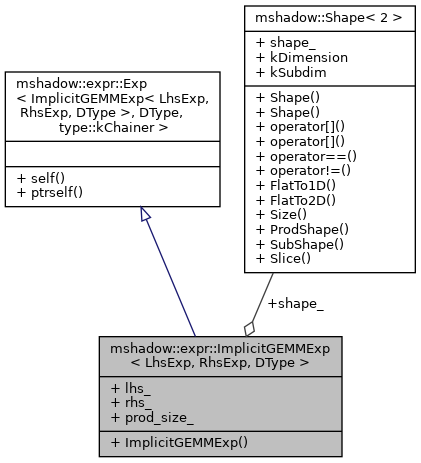 mshadow::Shape< 2 >
+ shape_
+ kDimension
+ kSubdim
+ Shape()
+ Shape()
+ operator[]()
+ operator[]()
+ operator==()
+ operator!=()
+ FlatTo1D()
+ FlatTo2D()
+ Size()
+ ProdShape()
+ SubShape()
+ Slice()
mshadow::expr::Exp
< ImplicitGEMMExp< LhsExp,
RhsExp, DType >, DType,
type::kChainer >
+ self()
+ ptrself()
+shape_
mshadow::expr::ImplicitGEMMExp
< LhsExp, RhsExp, DType >
+ lhs_
+ rhs_
+ prod_size_
+ ImplicitGEMMExp()